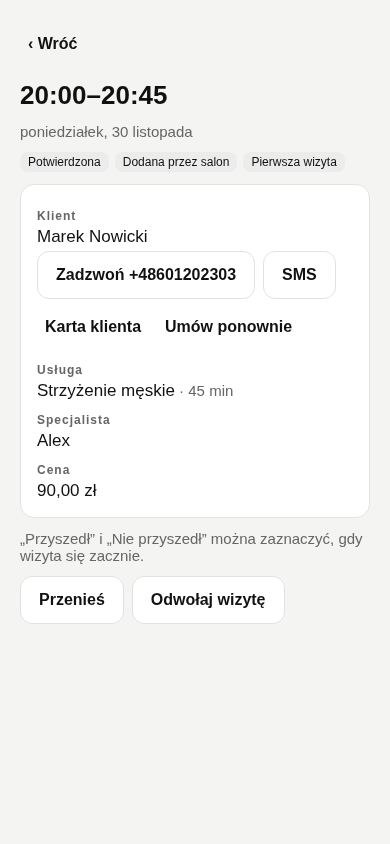 ‹ Wróć
20:00–20:45
poniedziałek, 30 listopada
Potwierdzona Dodana przez salon Pierwsza wizyta
Klient
Marek Nowicki
Zadzwoń +48601202303 SMS
Karta klienta Umów ponownie
Usługa
Strzyżenie męskie · 45 min
Specjalista
Alex
Cena
90,00 zł
„Przyszedł” i „Nie przyszedł” można zaznaczyć, gdy
wizyta się zacznie.
Przenieś Odwołaj wizytę